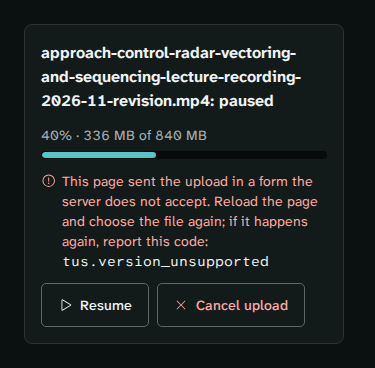 approach-control-radar-vectoring-
and-sequencing-lecture-recording-
2026-11-revision.mp4: paused
40% · 336 MB of 840 MB
This page sent the upload in a form the
server does not accept. Reload the page
and choose the file again; if it happens
again, report this code:
tus.version_unsupported
Resume
Cancel upload